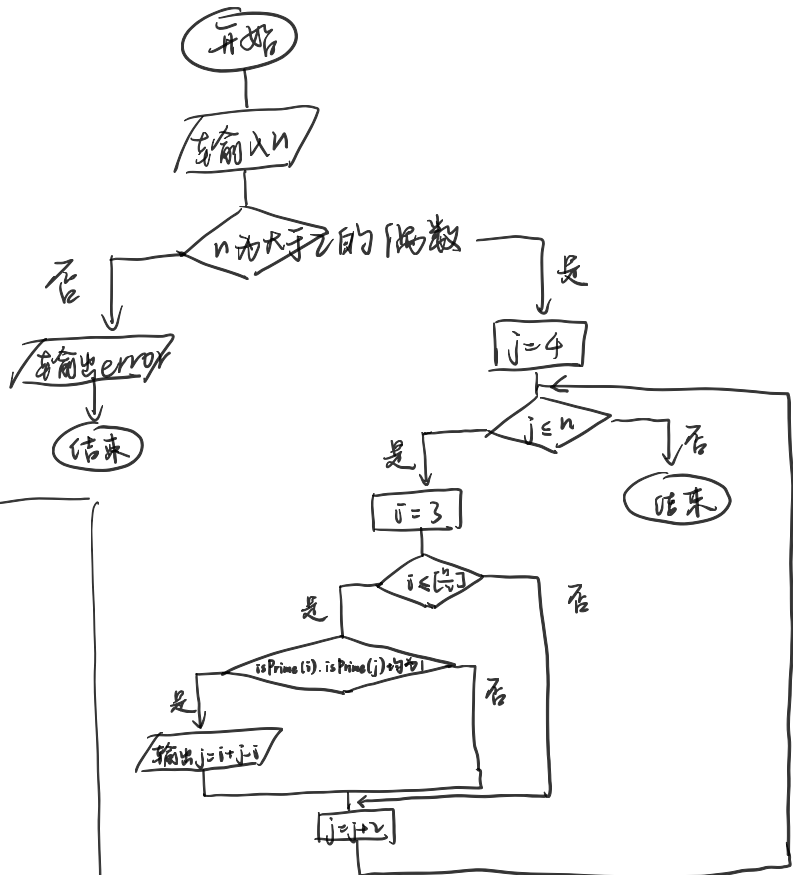 开始
输入n
n为大于2的偶数
否
是
输出error
j=4
结束
j≤n
是
否
i=3
结束
i≤[n/2]
是
否
isPrime(i).isPrime(j)均为1
是
否
输出j=i+j-i
j=j+2